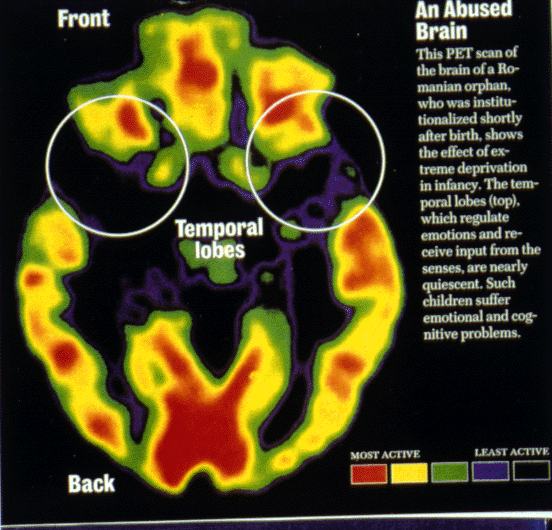 Front
An Abused
Brain
This PET scan of
the brain of a Ro-
manian orphan,
who was institu-
tionalized shortly
after birth, shows
the effect of ex-
treme deprivation
in infancy. The tem-
poral lobes (top),
which regulate
emotions and re-
ceive input from the
senses, are nearly
quiescent. Such
children suffer
emotional and cog-
nitive problems.
Temporal
lobes
Back
MOST ACTIVE
LEAST ACTIVE